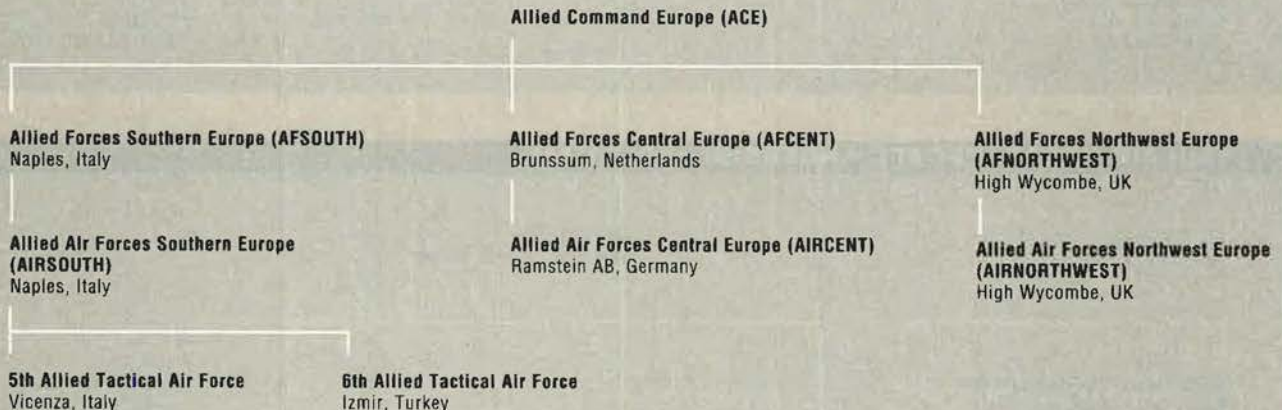 Allied Command Europe (ACE)
Allied Forces Southern Europe (AFSOUTH)
Naples, Italy
Allied Forces Central Europe (AFCENT)
Brunssum, Netherlands
Allied Forces Northwest Europe
(AFNORTHWEST)
High Wycombe, UK
Allied Air Forces Southern Europe
(AIRSOUTH)
Naples, Italy
Allied Air Forces Central Europe (AIRCENT)
Ramstein AB, Germany
Allied Air Forces Northwest Europe
(AIRNORTHWEST)
High Wycombe, UK
5th Allied Tactical Air Force
Vicenza, Italy
6th Allied Tactical Air Force
Izmir, Turkey